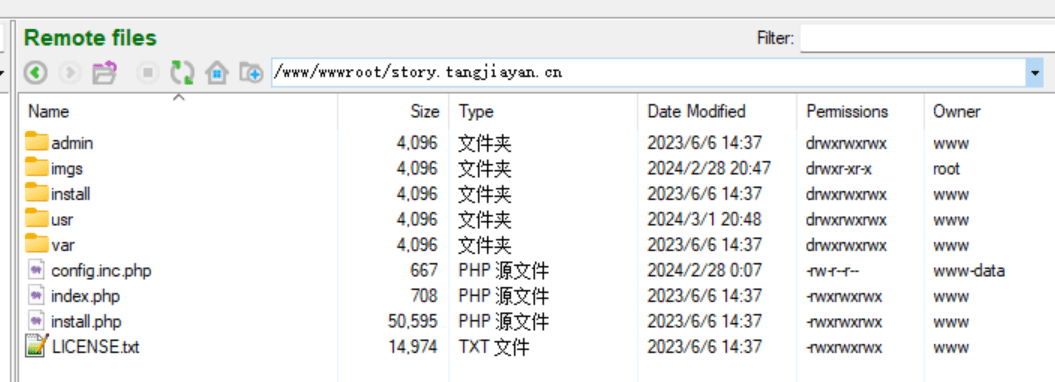 Remote files Filter:
/www/wwwroot/story.tangjiayan.cn
Name Size Type Date Modified Permissions Owner
admin 4,096 文件夹 2023/6/6 14:37 drwxrwxrwx www
imgs 4,096 文件夹 2024/2/28 20:47 drwxr-xr-x root
install 4,096 文件夹 2023/6/6 14:37 drwxrwxrwx www
usr 4,096 文件夹 2024/3/1 20:48 drwxrwxrwx www
var 4,096 文件夹 2023/6/6 14:37 drwxrwxrwx www
config.inc.php 667 PHP 源文件 2024/2/28 0:07 -rw-r--r-- www-data
index.php 708 PHP 源文件 2023/6/6 14:37 -rwxrwxrwx www
install.php 50,595 PHP 源文件 2023/6/6 14:37 -rwxrwxrwx www
LICENSE.txt 14,974 TXT 文件 2023/6/6 14:37 -rwxrwxrwx www